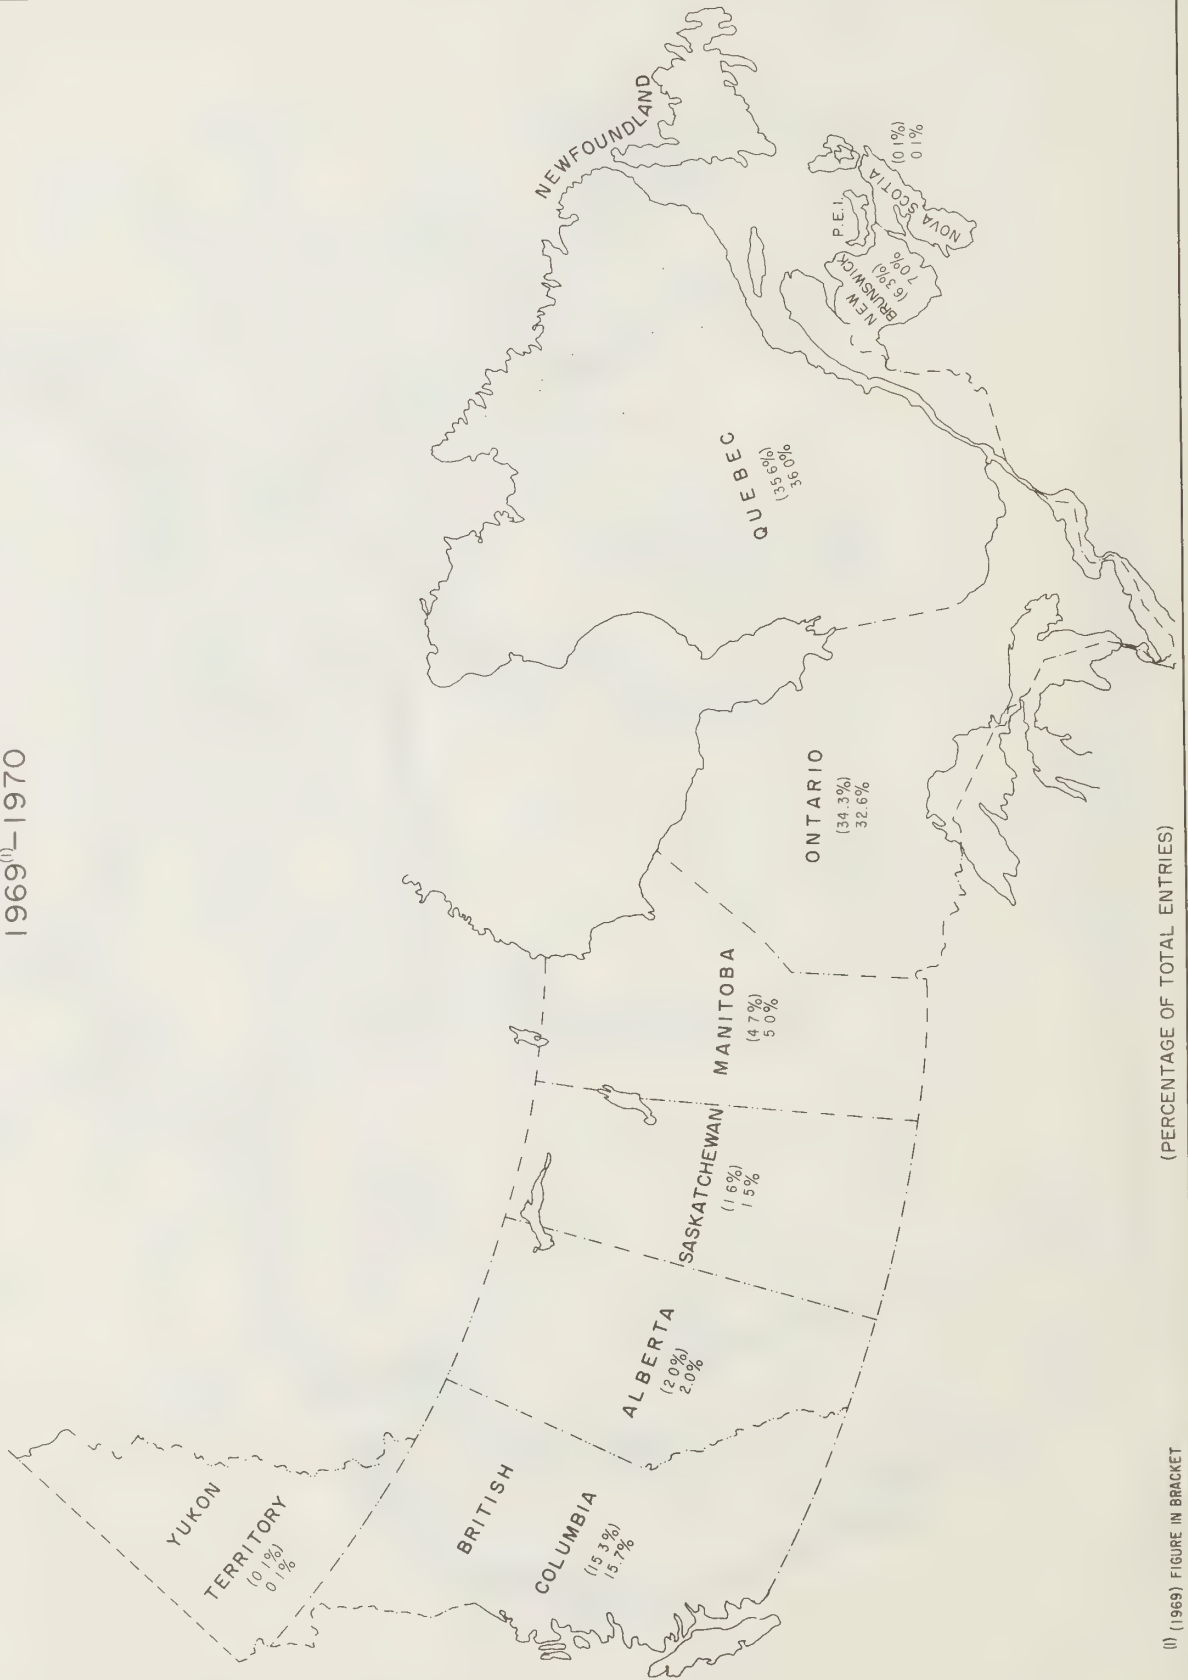 1969⁽¹⁾–1970
YUKON
TERRITORY
(0 1%)
0 1%
BRITISH
COLUMBIA
(15 3%)
15.7%
ALBERTA
(2 0%)
2.0%
SASKATCHEWAN
(1 6%)
1 5%
MANITOBA
(4 7%)
5 0%
ONTARIO
(34.3%)
32.6%
QUEBEC
(35 6%)
36 0%
NEWFOUNDLAND
P.E.I.
NEW
BRUNSWICK
(6 3%)
7 0%
NOVA SCOTIA
(0 1%)
0 1%
(PERCENTAGE OF TOTAL ENTRIES)
(1) (1969) FIGURE IN BRACKET